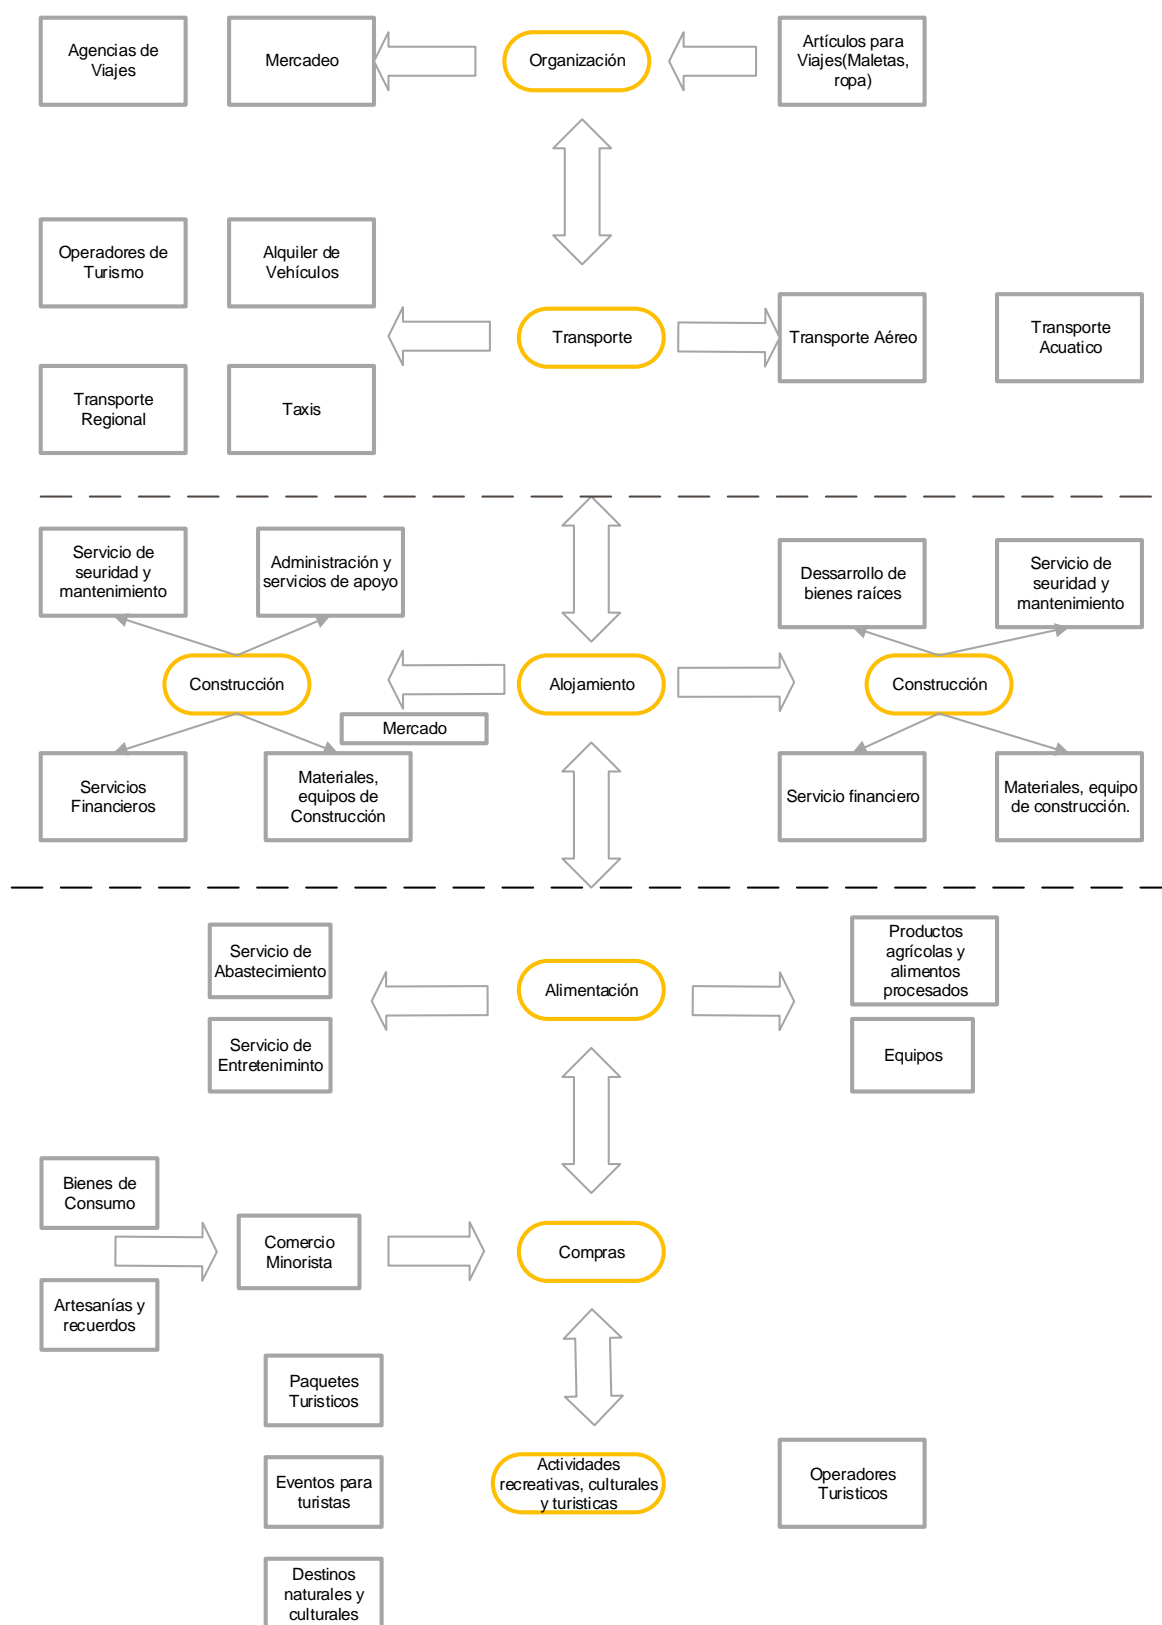 Agencias de
Viajes
Mercadeo
Organización
Artículos para
Viajes(Maletas,
ropa)
Operadores de
Turismo
Alquiler de
Vehículos
Transporte
Transporte Aéreo
Transporte
Acuatico
Transporte
Regional
Taxis
Servicio de
seuridad y
mantenimiento
Administración y
servicios de apoyo
Dessarrollo de
bienes raíces
Servicio de
seuridad y
mantenimiento
Construcción
Alojamiento
Construcción
Mercado
Servicios
Financieros
Materiales,
equipos de
Construcción
Servicio financiero
Materiales, equipo
de construcción.
Servicio de
Abastecimiento
Alimentación
Productos
agrícolas y
alimentos
procesados
Servicio de
Entreteniminto
Equipos
Bienes de
Consumo
Comercio
Minorista
Compras
Artesanías y
recuerdos
Paquetes
Turisticos
Eventos para
turistas
Actividades
recreativas, culturales
y turisticas
Operadores
Turisticos
Destinos
naturales y
culturales